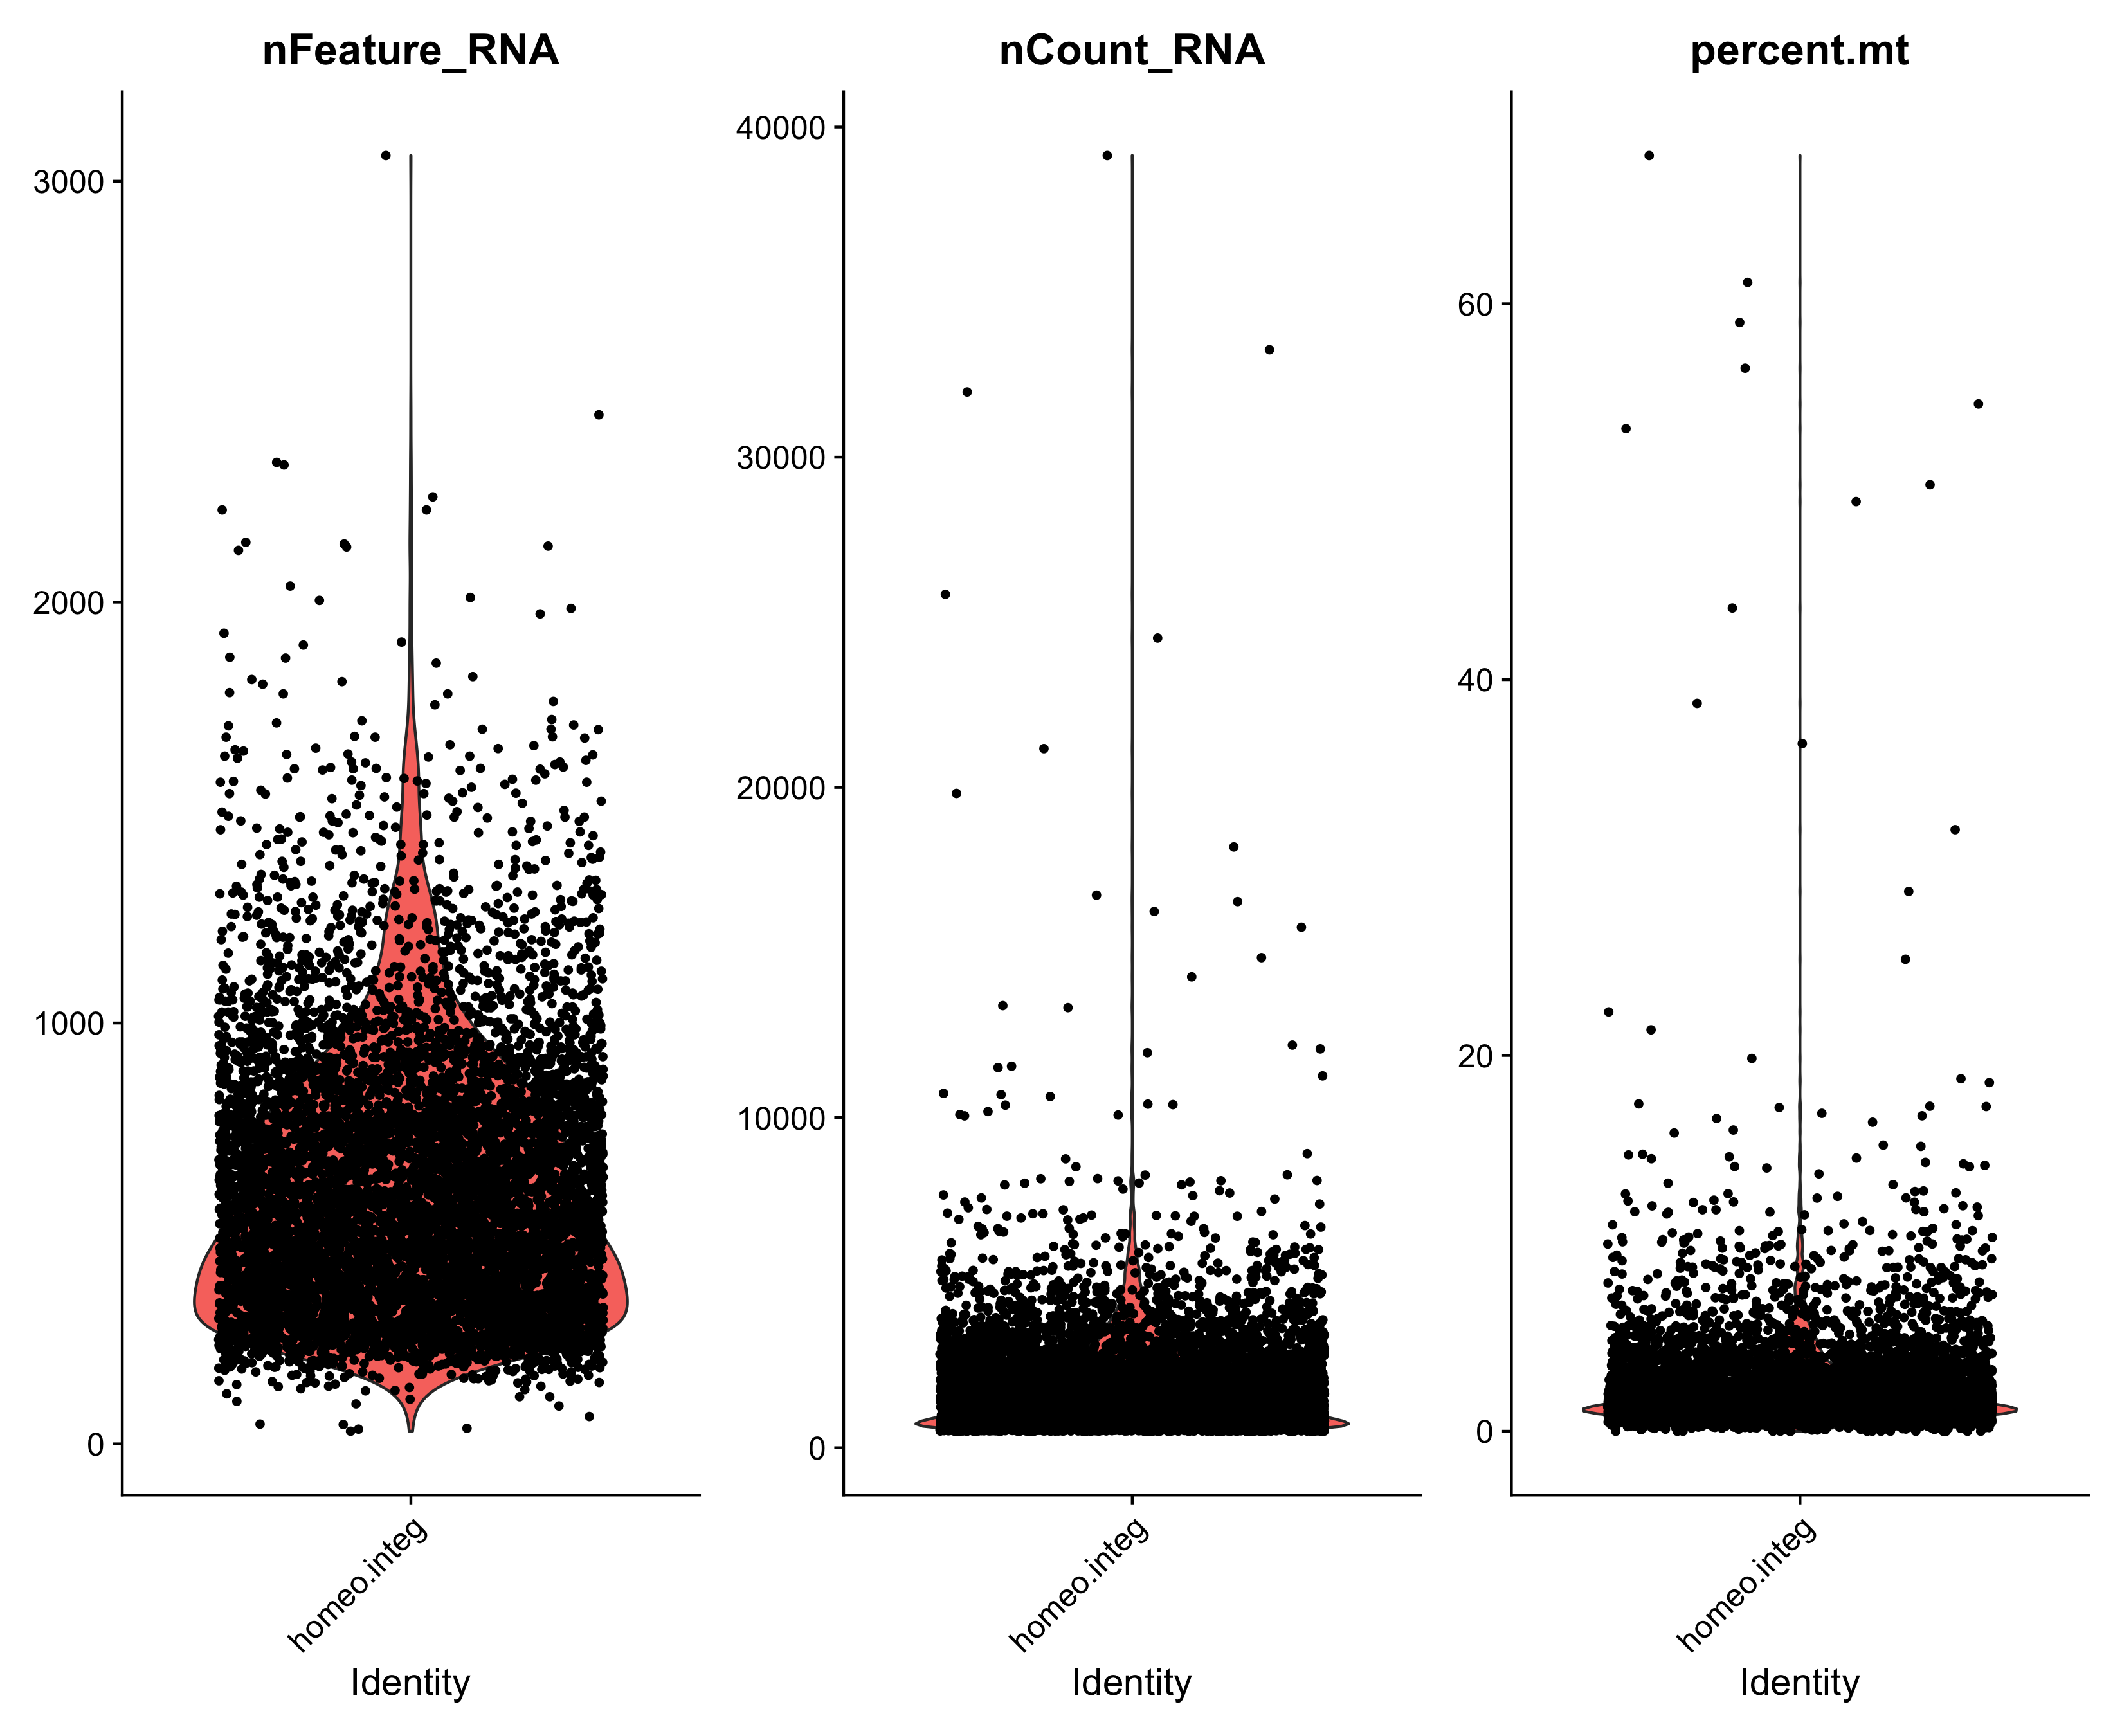 nFeature_RNA
3000
2000
1000
0
homeo.integ
Identity
nCount_RNA
40000
30000
20000
10000
0
homeo.integ
Identity
percent.mt
60
40
20
0
homeo.integ
Identity